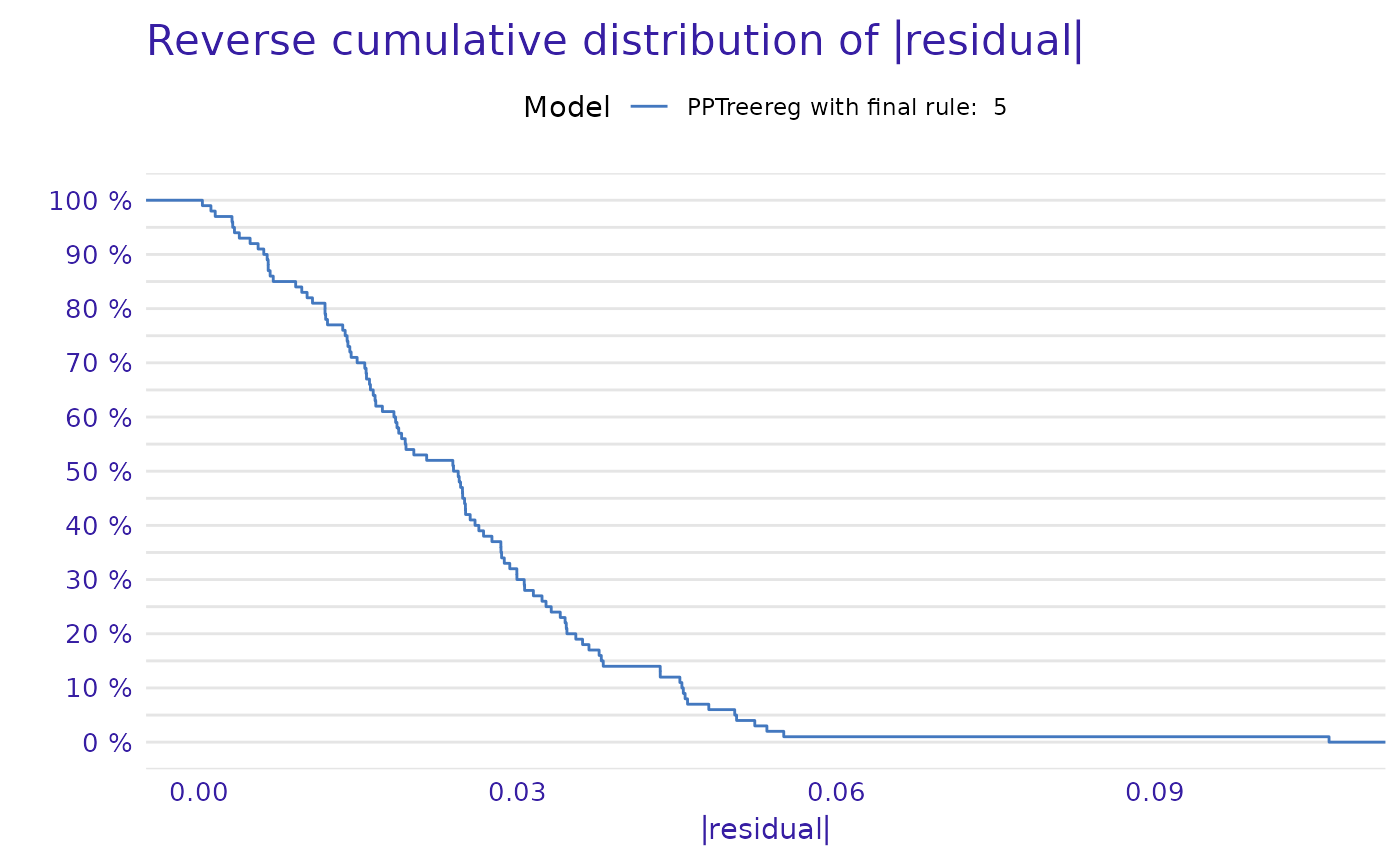 Reverse cumulative distribution of |residual|
Model PPTreereg with final rule:  5
100 %
90 %
80 %
70 %
60 %
50 %
40 %
30 %
20 %
10 %
0 %
0.00 0.03 0.06 0.09
|residual|